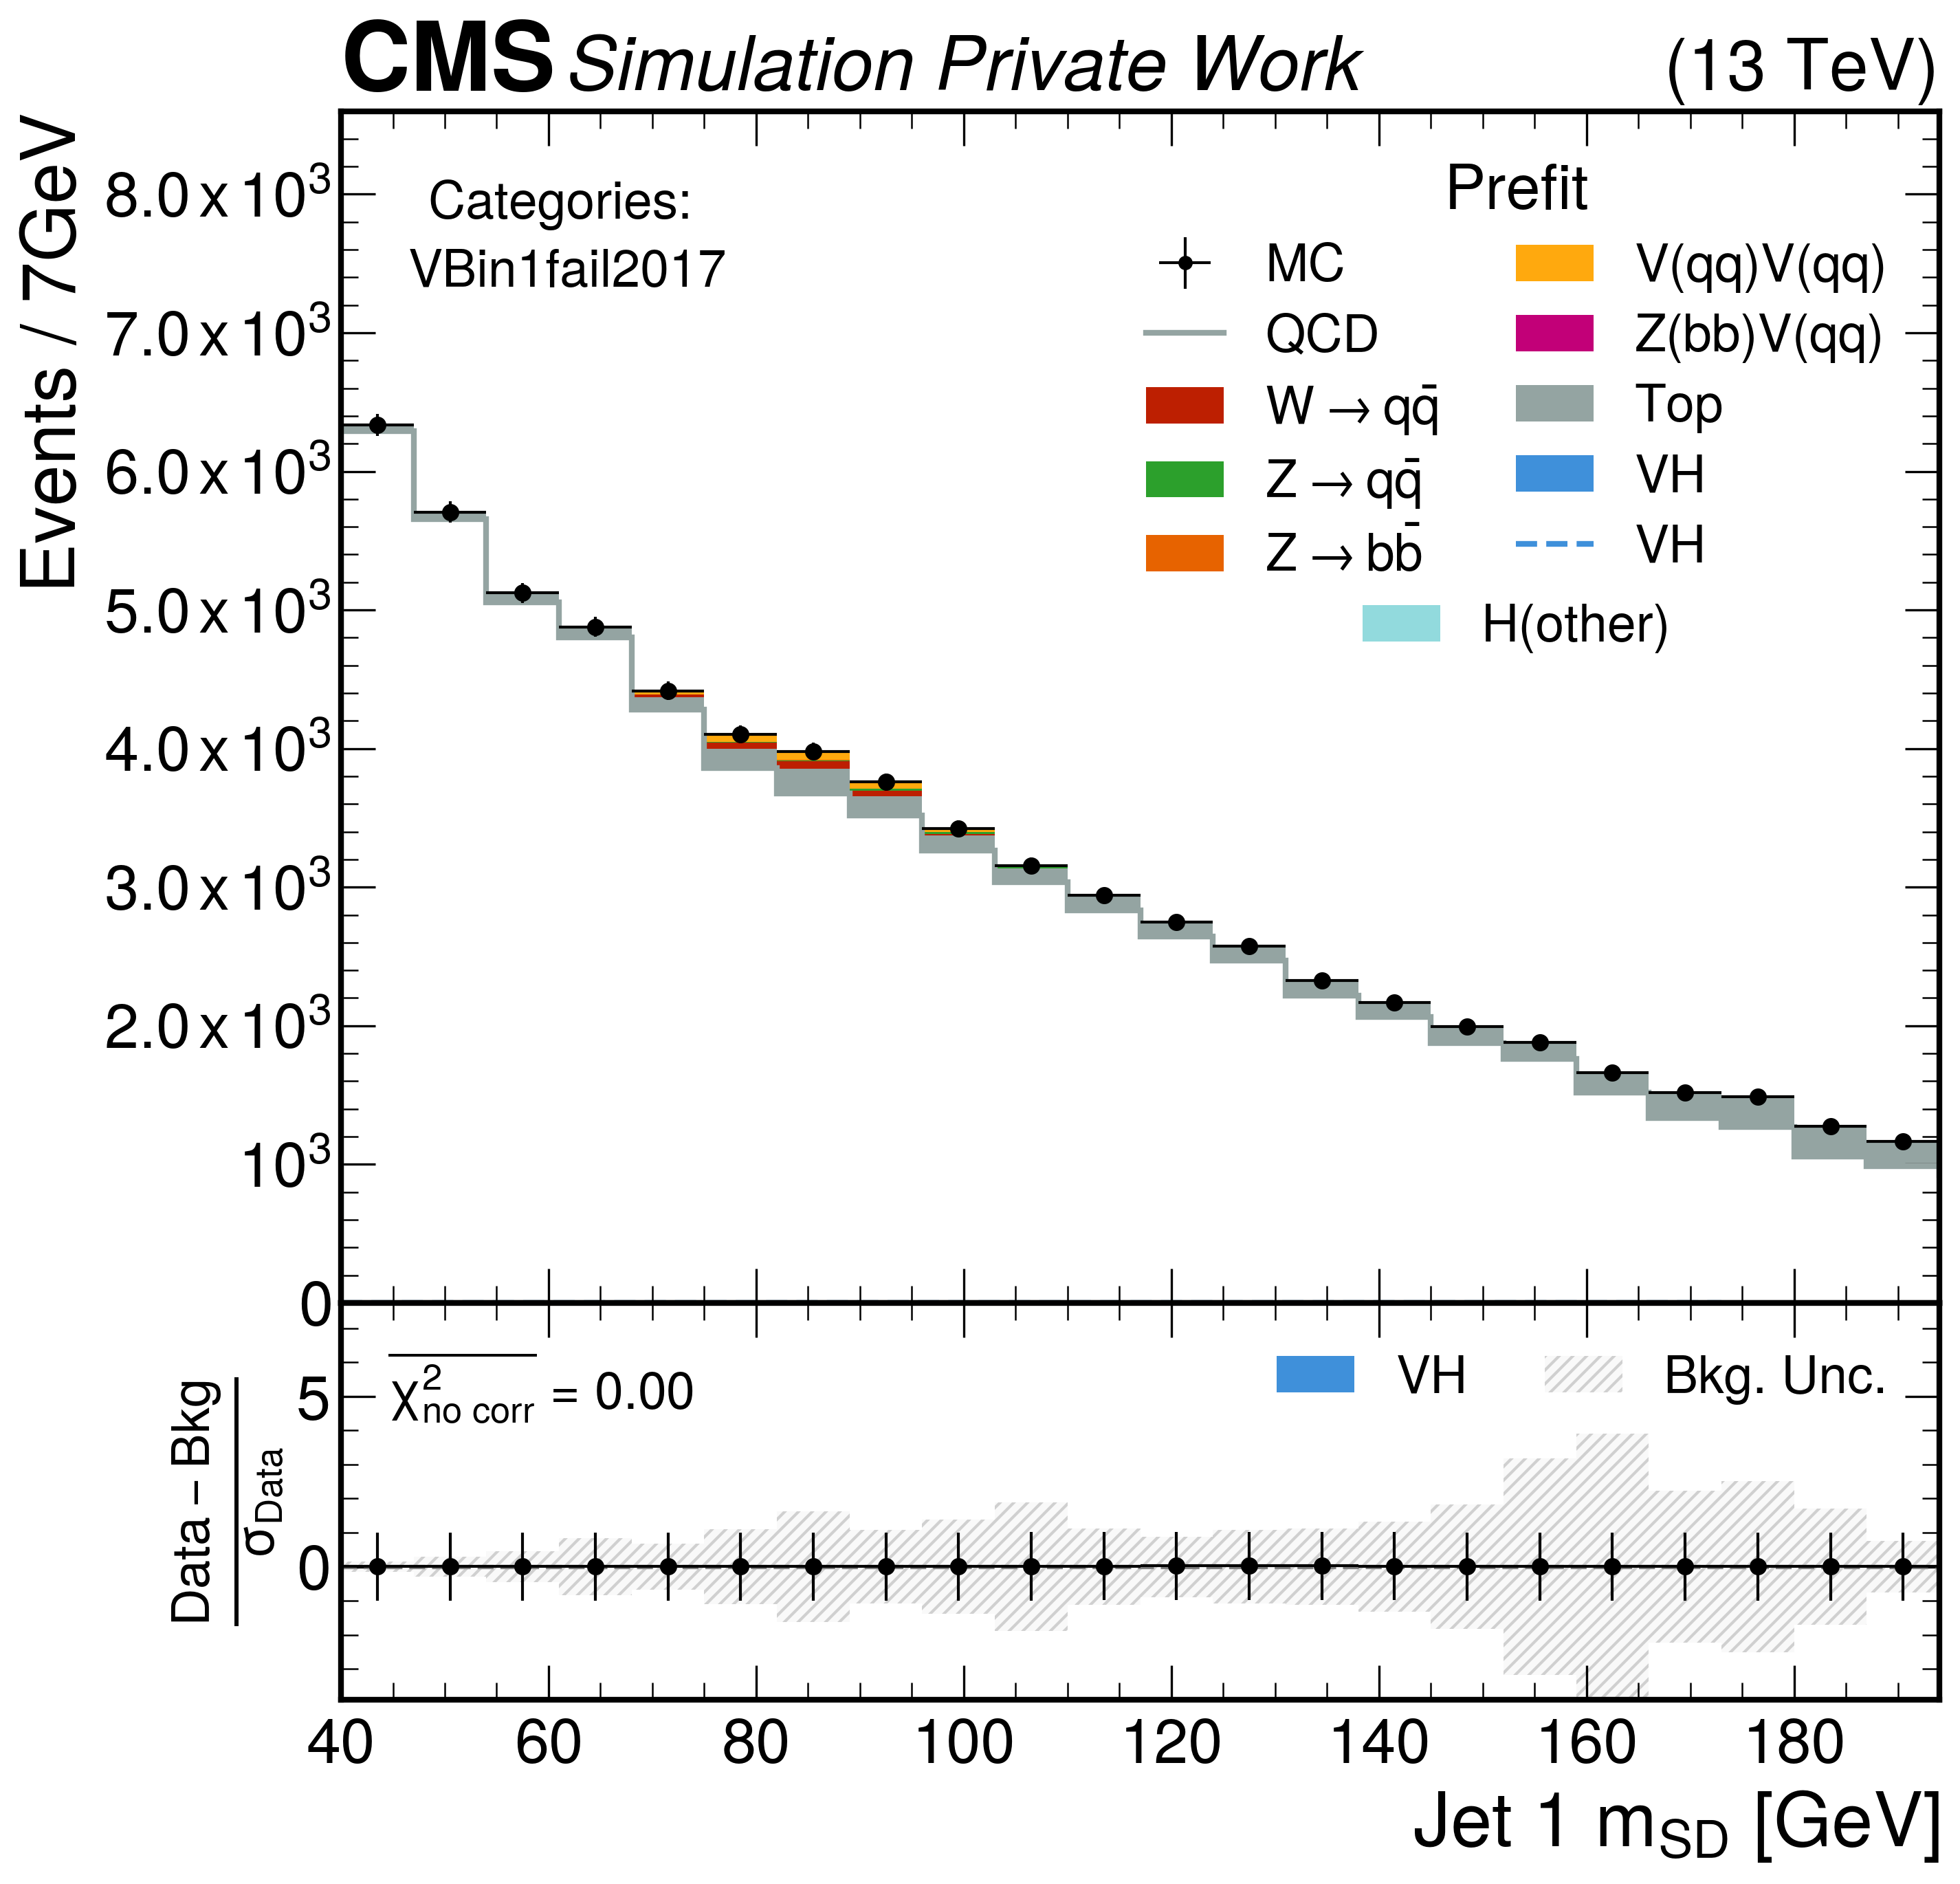 CMS Simulation Private Work (13 TeV)
Events / 7GeV
8.0 x 10³
7.0 x 10³
6.0 x 10³
5.0 x 10³
4.0 x 10³
3.0 x 10³
2.0 x 10³
10³
0
Categories:
VBin1fail2017
Prefit
MC
QCD
W → qq̄
Z → qq̄
Z → bb̄
V(qq)V(qq)
Z(bb)V(qq)
Top
VH
VH
H(other)
Data − Bkg
σ_Data
5
0
χ²_no corr = 0.00
VH
Bkg. Unc.
40 60 80 100 120 140 160 180
Jet 1 m_SD [GeV]